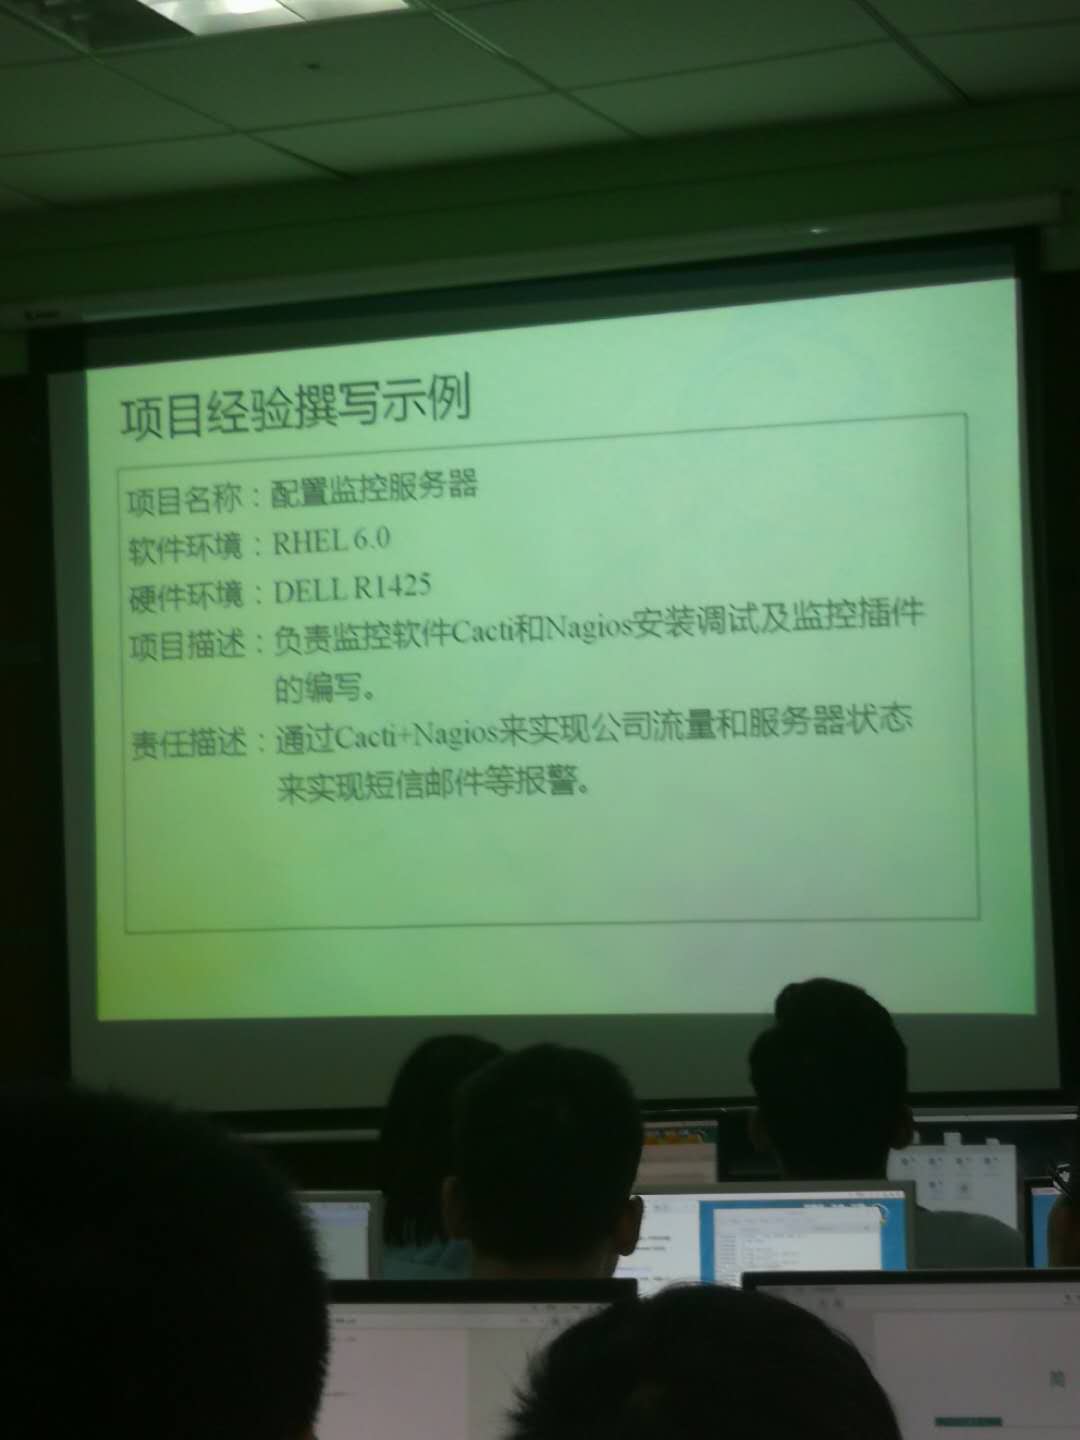 项目经验撰写示例
项目名称：配置监控服务器
软件环境：RHEL 6.0
硬件环境：DELL R1425
项目描述：负责监控软件Cacti和Nagios安装调试及监控插件
的编写。
责任描述：通过Cacti+Nagios来实现公司流量和服务器状态
来实现短信邮件等报警。
简